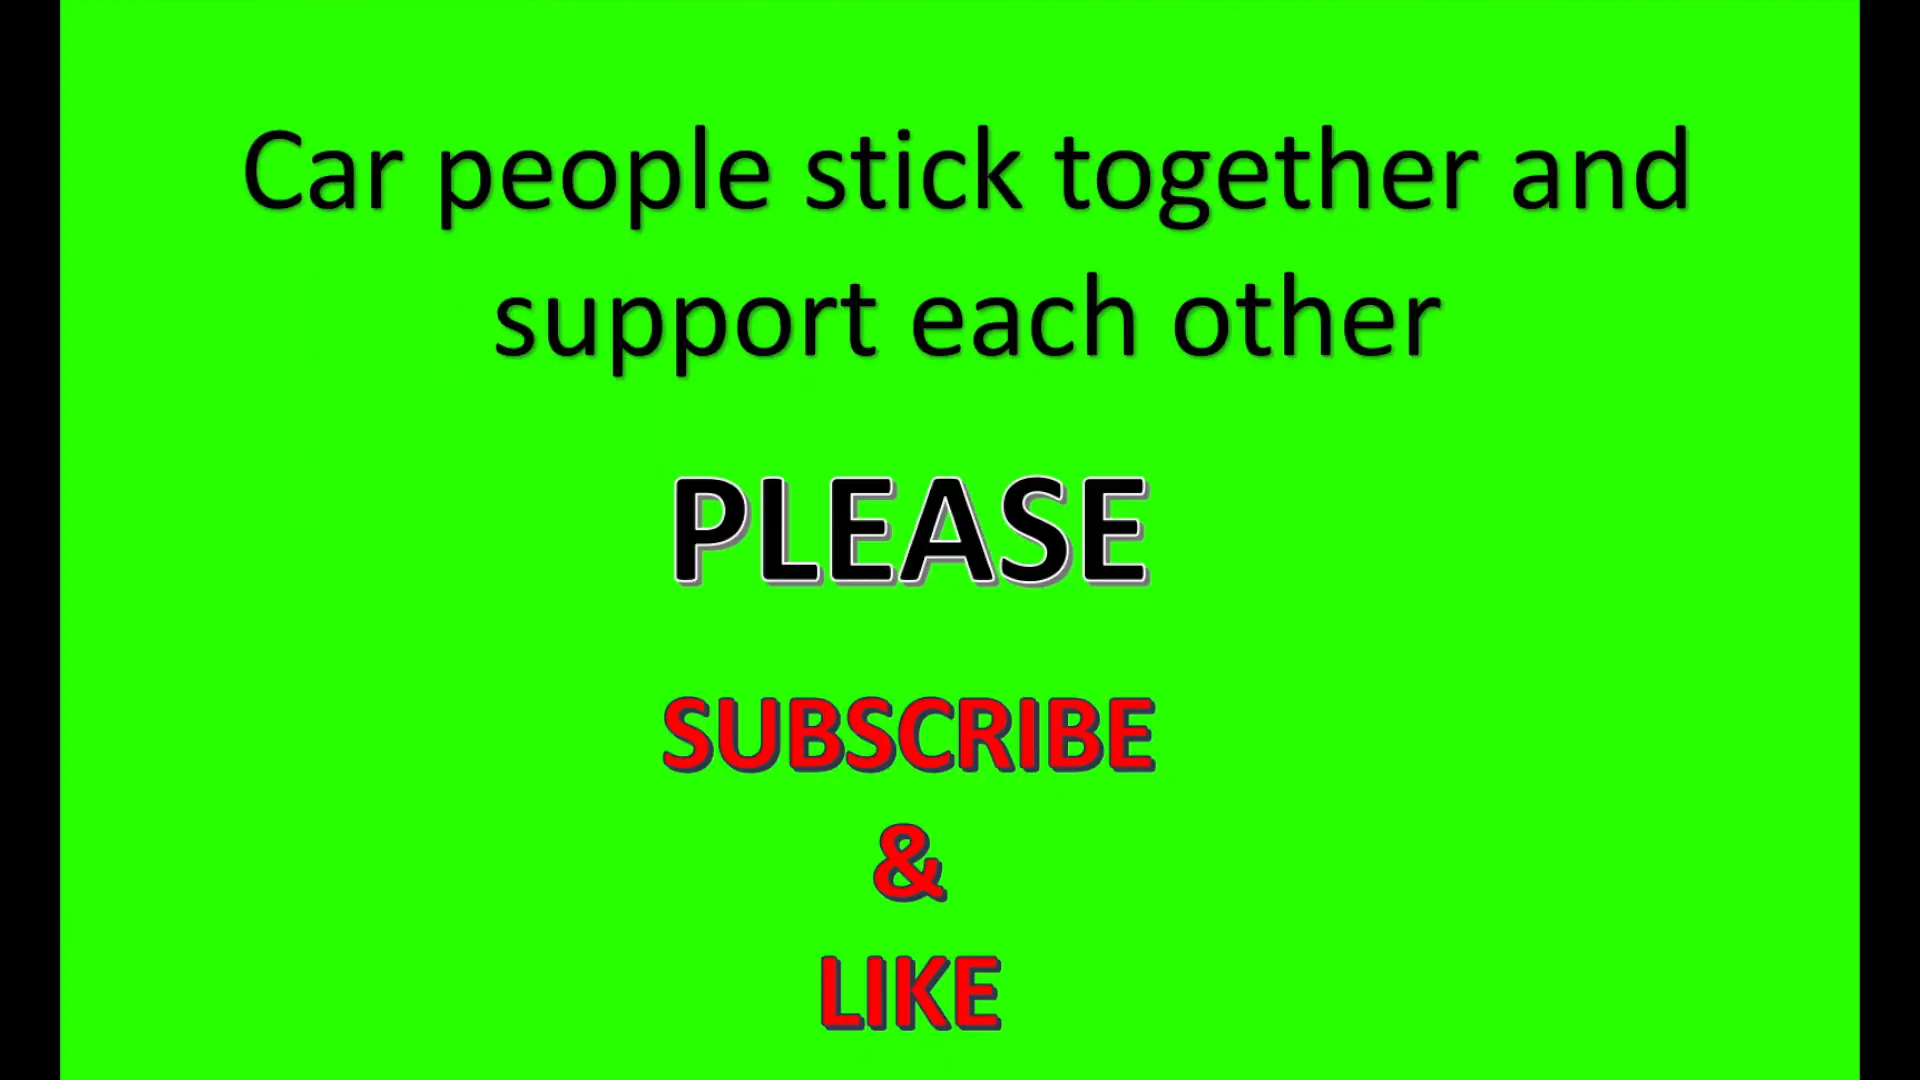 Car people stick together and
support each other
PLEASE
SUBSCRIBE
&
LIKE